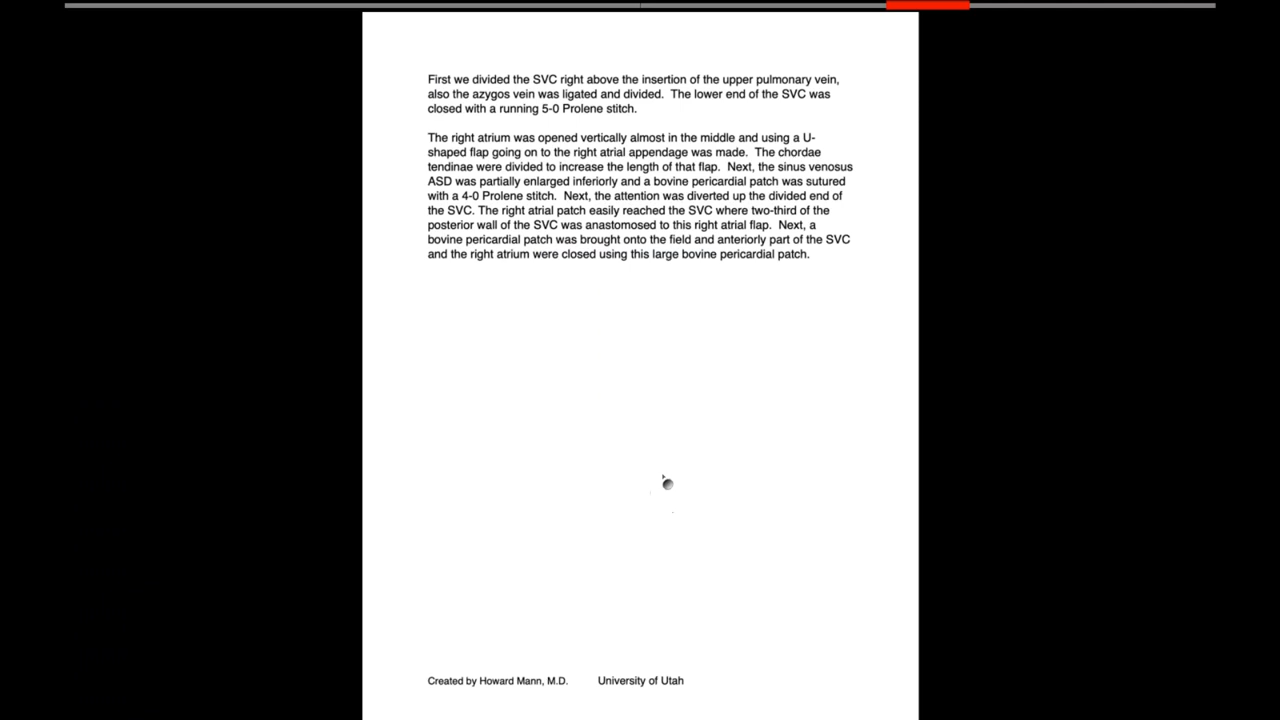 First we divided the SVC right above the insertion of the upper pulmonary vein,
also the azygos vein was ligated and divided.  The lower end of the SVC was
closed with a running 5-0 Prolene stitch.
The right atrium was opened vertically almost in the middle and using a U-
shaped flap going on to the right atrial appendage was made.  The chordae
tendinae were divided to increase the length of that flap.  Next, the sinus venosus
ASD was partially enlarged inferiorly and a bovine pericardial patch was sutured
with a 4-0 Prolene stitch.  Next, the attention was diverted up the divided end of
the SVC. The right atrial patch easily reached the SVC where two-third of the
posterior wall of the SVC was anastomosed to this right atrial flap.  Next, a
bovine pericardial patch was brought onto the field and anteriorly part of the SVC
and the right atrium were closed using this large bovine pericardial patch.
Created by Howard Mann, M.D. University of Utah